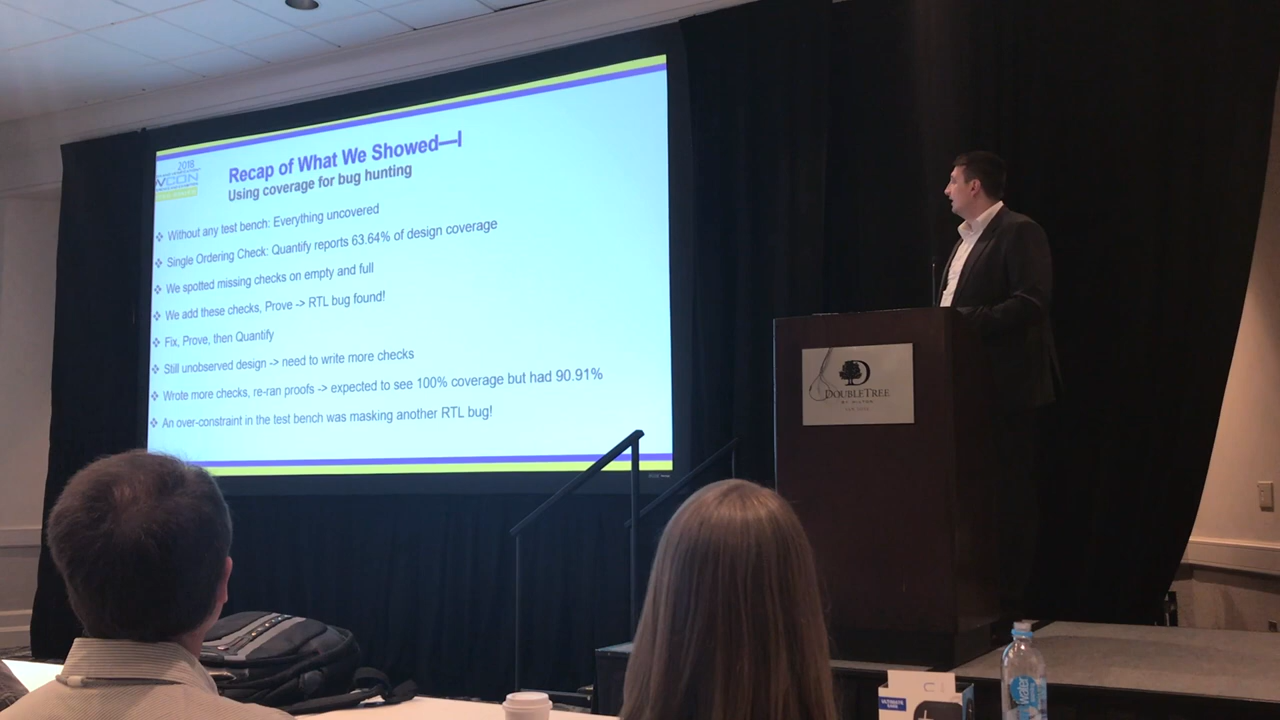 2018
Recap of What We Showed—I
Using coverage for bug hunting
❖ Without any test bench: Everything uncovered
❖ Single Ordering Check: Quantify reports 63.64% of design coverage
❖ We spotted missing checks on empty and full
❖ We add these checks, Prove -> RTL bug found!
❖ Fix, Prove, then Quantify
❖ Still unobserved design -> need to write more checks
❖ Wrote more checks, re-ran proofs -> expected to see 100% coverage but had 90.91%
❖ An over-constraint in the test bench was masking another RTL bug!
D
DOUBLETREE
BY HILTON